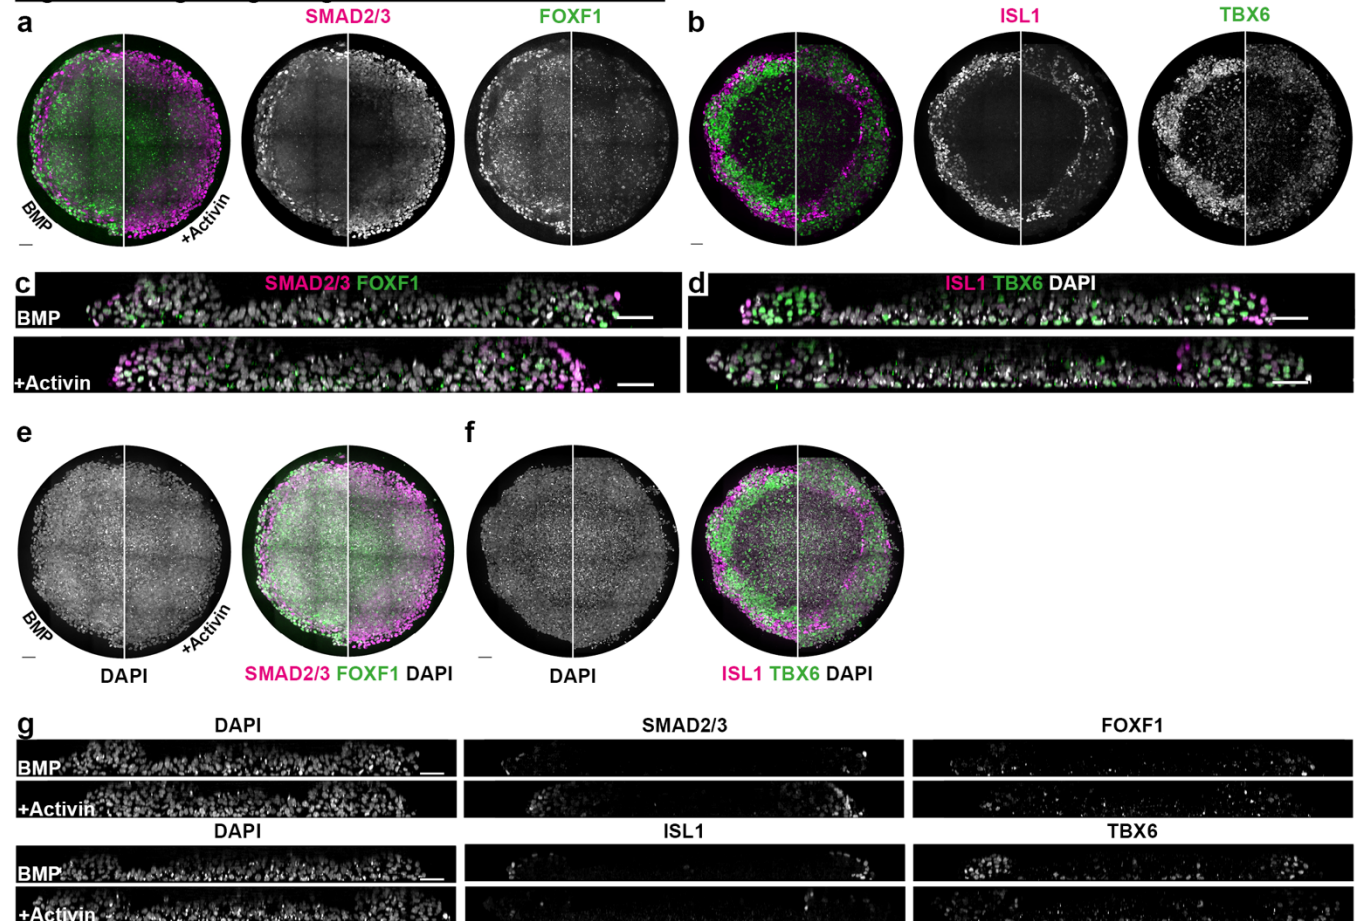 a
SMAD2/3
FOXF1
b
ISL1
TBX6
BMP
+Activin
c
SMAD2/3 FOXF1
BMP
+Activin
d
ISL1 TBX6 DAPI
e
f
BMP
+Activin
DAPI
SMAD2/3 FOXF1 DAPI
DAPI
ISL1 TBX6 DAPI
g
DAPI
SMAD2/3
FOXF1
BMP
+Activin
DAPI
ISL1
TBX6
BMP
+Activin